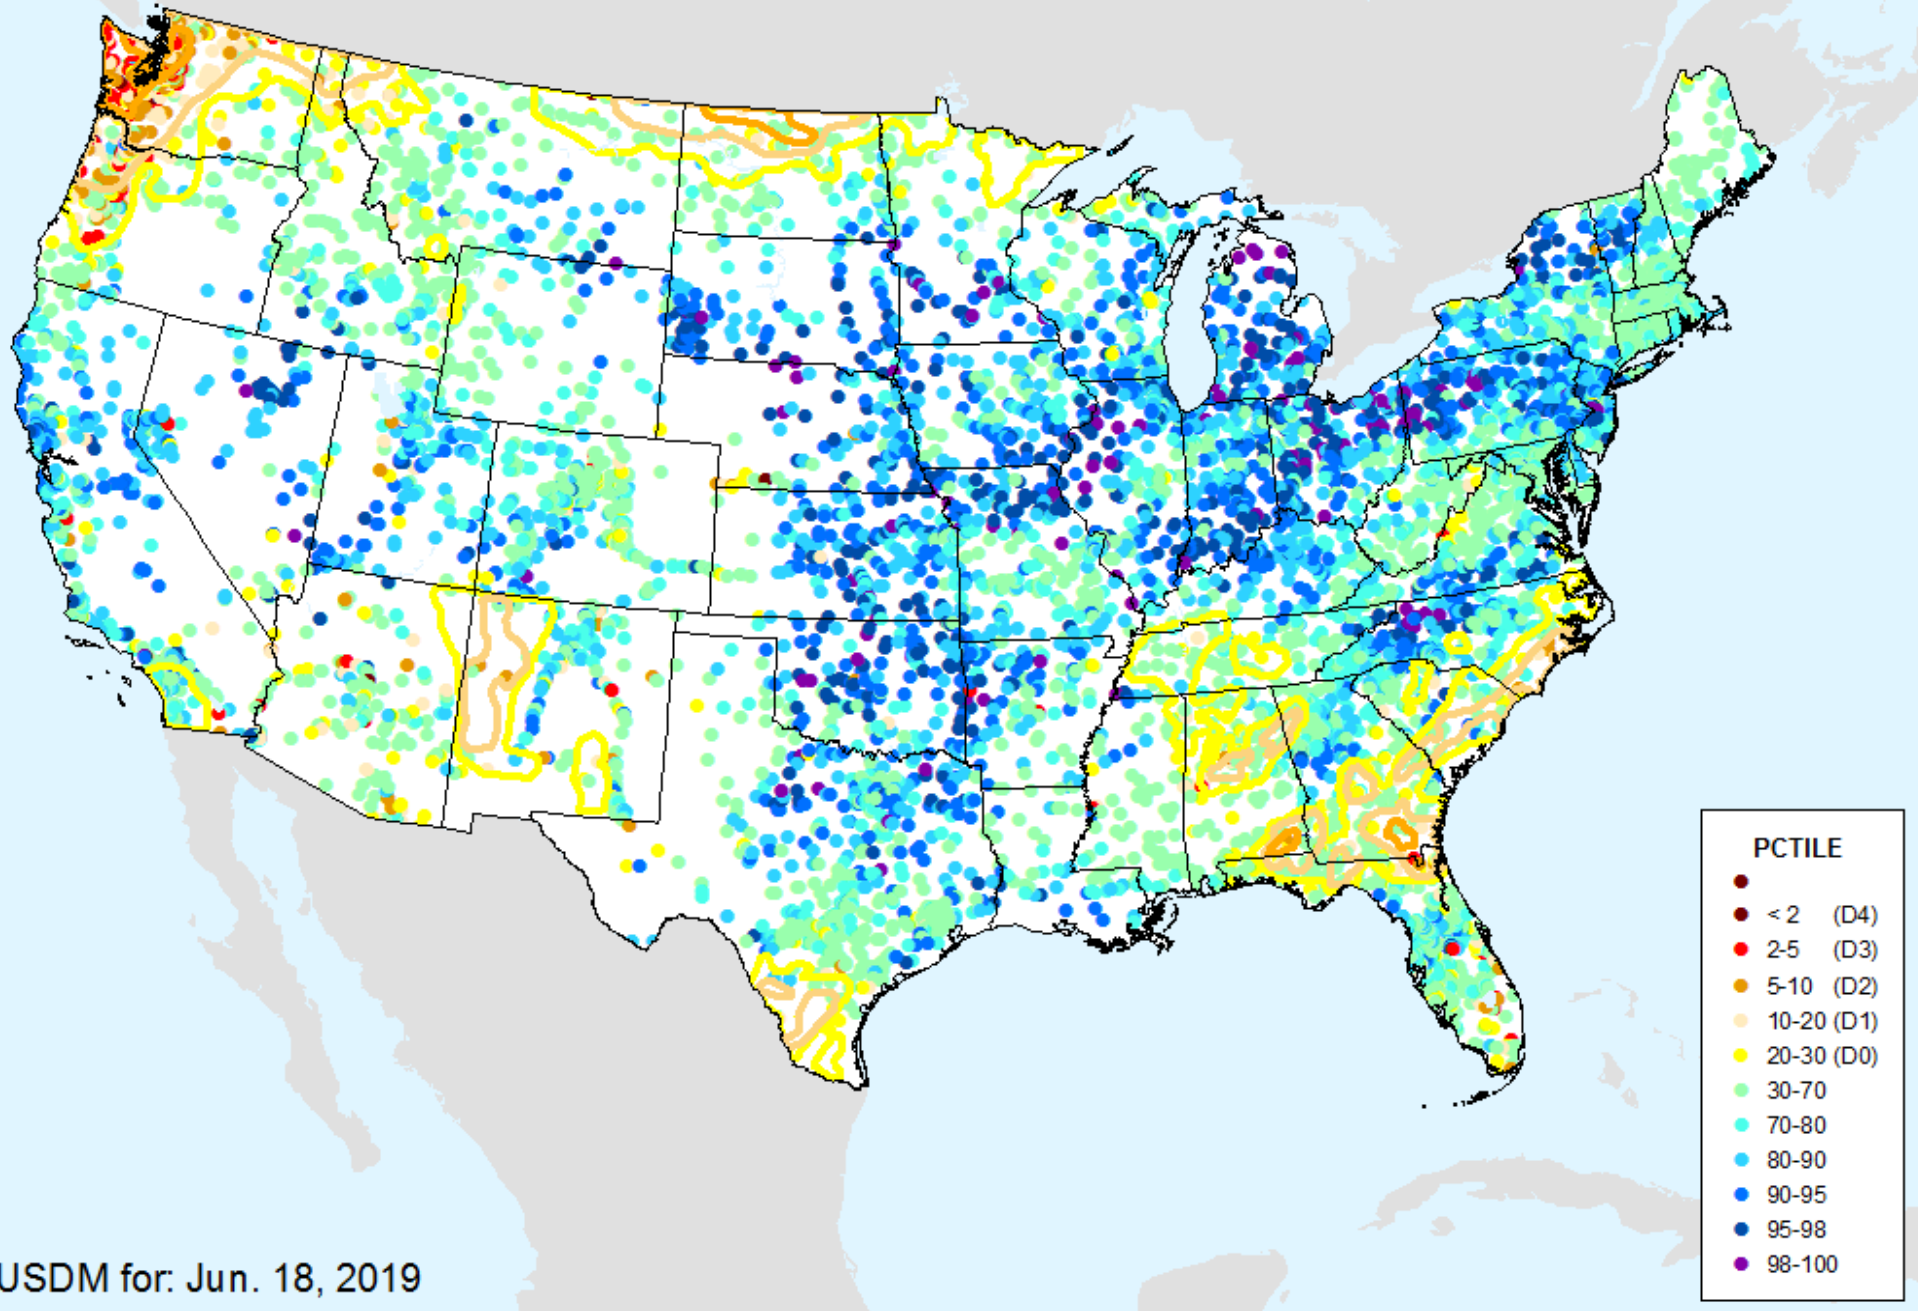 PCTILE
< 2 (D4)
2-5 (D3)
5-10 (D2)
10-20 (D1)
20-30 (D0)
30-70
70-80
80-90
90-95
95-98
98-100
USDM for: Jun. 18, 2019